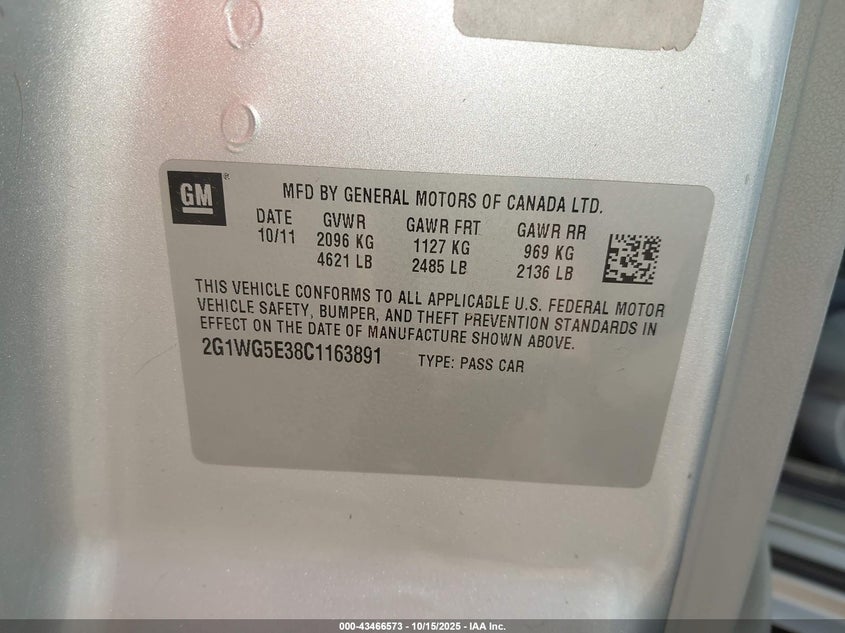 GM ®
MFD BY GENERAL MOTORS OF CANADA LTD.
DATE GVWR GAWR FRT GAWR RR
10/11 2096 KG 1127 KG 969 KG
4621 LB 2485 LB 2136 LB
THIS VEHICLE CONFORMS TO ALL APPLICABLE U.S. FEDERAL MOTOR
VEHICLE SAFETY, BUMPER, AND THEFT PREVENTION STANDARDS IN
EFFECT ON THE DATE OF MANUFACTURE SHOWN ABOVE.
2G1WG5E38C1163891 TYPE: PASS CAR
000-43466573 - 10/15/2025 - IAA Inc.